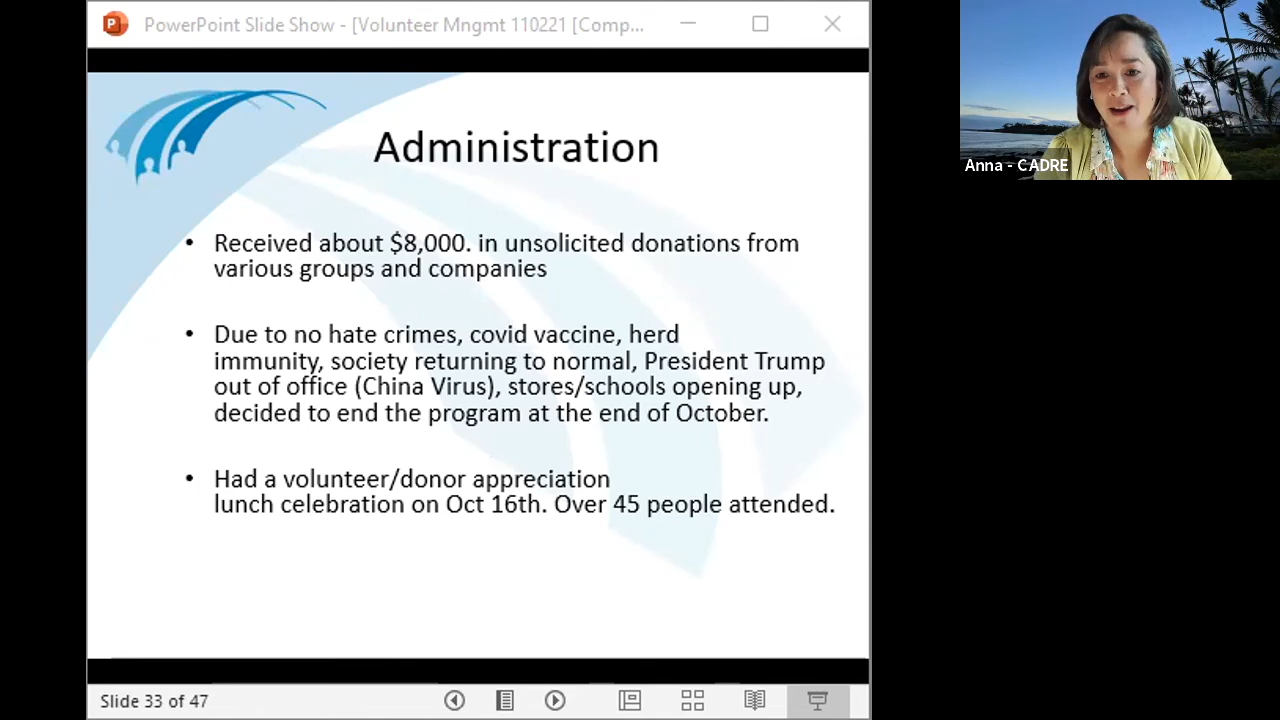 PowerPoint Slide Show - [Volunteer Mngmt 110221 [Comp...
Anna - CADRE
Administration
• Received about $8,000. in unsolicited donations from
various groups and companies
• Due to no hate crimes, covid vaccine, herd
immunity, society returning to normal, President Trump
out of office (China Virus), stores/schools opening up,
decided to end the program at the end of October.
• Had a volunteer/donor appreciation
lunch celebration on Oct 16th. Over 45 people attended.
Slide 33 of 47